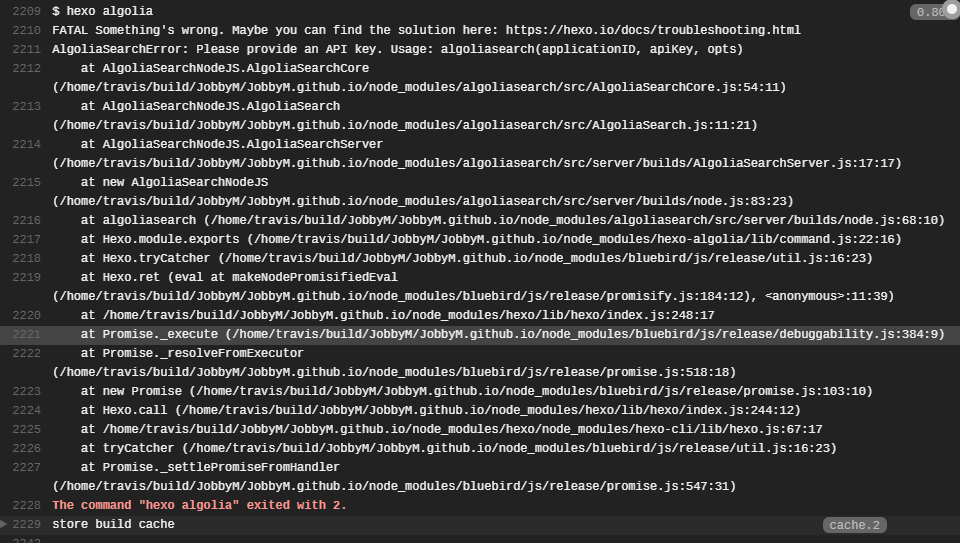 2209 $ hexo algolia 0.80
2210 FATAL Something's wrong. Maybe you can find the solution here: https://hexo.io/docs/troubleshooting.html
2211 AlgoliaSearchError: Please provide an API key. Usage: algoliasearch(applicationID, apiKey, opts)
2212 at AlgoliaSearchNodeJS.AlgoliaSearchCore
(/home/travis/build/JobbyM/JobbyM.github.io/node_modules/algoliasearch/src/AlgoliaSearchCore.js:54:11)
2213 at AlgoliaSearchNodeJS.AlgoliaSearch
(/home/travis/build/JobbyM/JobbyM.github.io/node_modules/algoliasearch/src/AlgoliaSearch.js:11:21)
2214 at AlgoliaSearchNodeJS.AlgoliaSearchServer
(/home/travis/build/JobbyM/JobbyM.github.io/node_modules/algoliasearch/src/server/builds/AlgoliaSearchServer.js:17:17)
2215 at new AlgoliaSearchNodeJS
(/home/travis/build/JobbyM/JobbyM.github.io/node_modules/algoliasearch/src/server/builds/node.js:83:23)
2216 at algoliasearch (/home/travis/build/JobbyM/JobbyM.github.io/node_modules/algoliasearch/src/server/builds/node.js:68:10)
2217 at Hexo.module.exports (/home/travis/build/JobbyM/JobbyM.github.io/node_modules/hexo-algolia/lib/command.js:22:16)
2218 at Hexo.tryCatcher (/home/travis/build/JobbyM/JobbyM.github.io/node_modules/bluebird/js/release/util.js:16:23)
2219 at Hexo.ret (eval at makeNodePromisifiedEval
(/home/travis/build/JobbyM/JobbyM.github.io/node_modules/bluebird/js/release/promisify.js:184:12), <anonymous>:11:39)
2220 at /home/travis/build/JobbyM/JobbyM.github.io/node_modules/hexo/lib/hexo/index.js:248:17
2221 at Promise._execute (/home/travis/build/JobbyM/JobbyM.github.io/node_modules/bluebird/js/release/debuggability.js:384:9)
2222 at Promise._resolveFromExecutor
(/home/travis/build/JobbyM/JobbyM.github.io/node_modules/bluebird/js/release/promise.js:518:18)
2223 at new Promise (/home/travis/build/JobbyM/JobbyM.github.io/node_modules/bluebird/js/release/promise.js:103:10)
2224 at Hexo.call (/home/travis/build/JobbyM/JobbyM.github.io/node_modules/hexo/lib/hexo/index.js:244:12)
2225 at /home/travis/build/JobbyM/JobbyM.github.io/node_modules/hexo/node_modules/hexo-cli/lib/hexo.js:67:17
2226 at tryCatcher (/home/travis/build/JobbyM/JobbyM.github.io/node_modules/bluebird/js/release/util.js:16:23)
2227 at Promise._settlePromiseFromHandler
(/home/travis/build/JobbyM/JobbyM.github.io/node_modules/bluebird/js/release/promise.js:547:31)
2228 The command "hexo algolia" exited with 2.
2229 store build cache cache.2